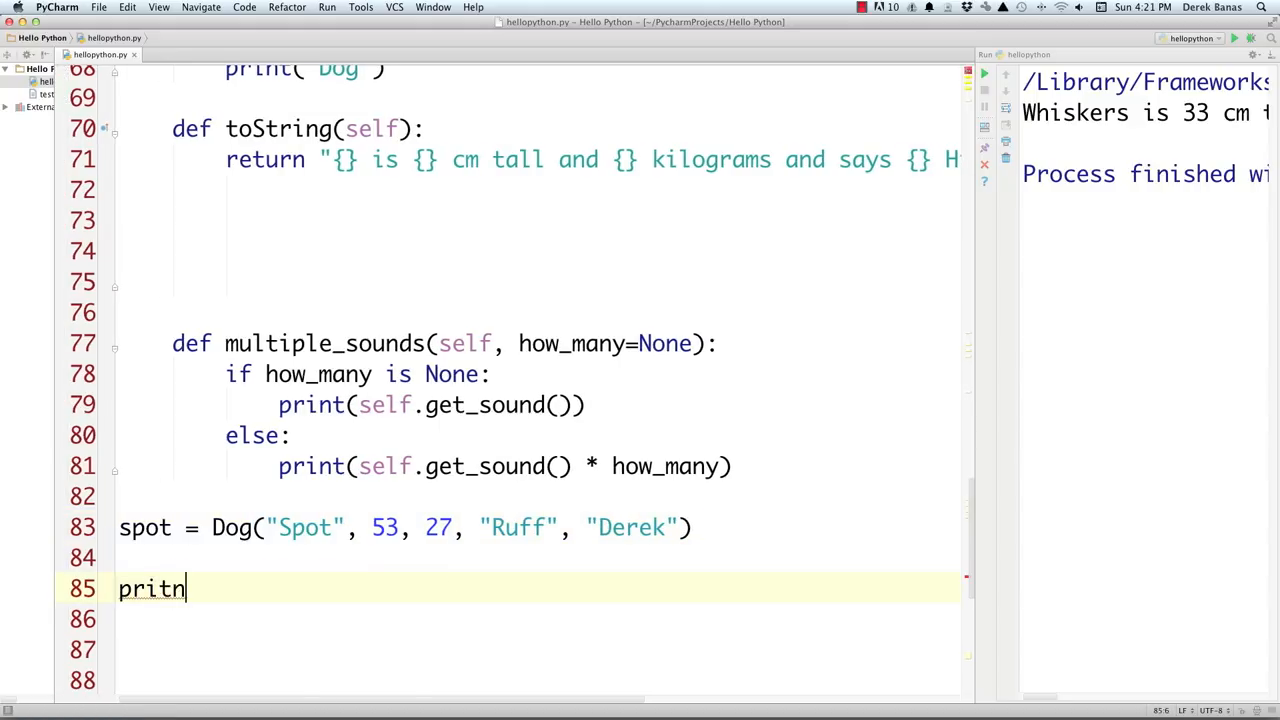 PyCharm File Edit View Navigate Code Refactor Run Tools VCS Window Help 10 Sun 4:21 PM Derek Banas
hellopython.py – Hello Python – [~/PycharmProjects/Hello Python]
Hello Python hellopython.py hellopython
hellopython.py Run hellopython
Hello P
hell
test
Extern
68 print("Dog")
69
70 def toString(self):
71 return "{} is {} cm tall and {} kilograms and says {} H
72
73
74
75
76
77 def multiple_sounds(self, how_many=None):
78 if how_many is None:
79 print(self.get_sound())
80 else:
81 print(self.get_sound() * how_many)
82
83 spot = Dog("Spot", 53, 27, "Ruff", "Derek")
84
85 pritn
86
87
88
/Library/Frameworks
Whiskers is 33 cm t
Process finished wi
85:6 LF UTF-8